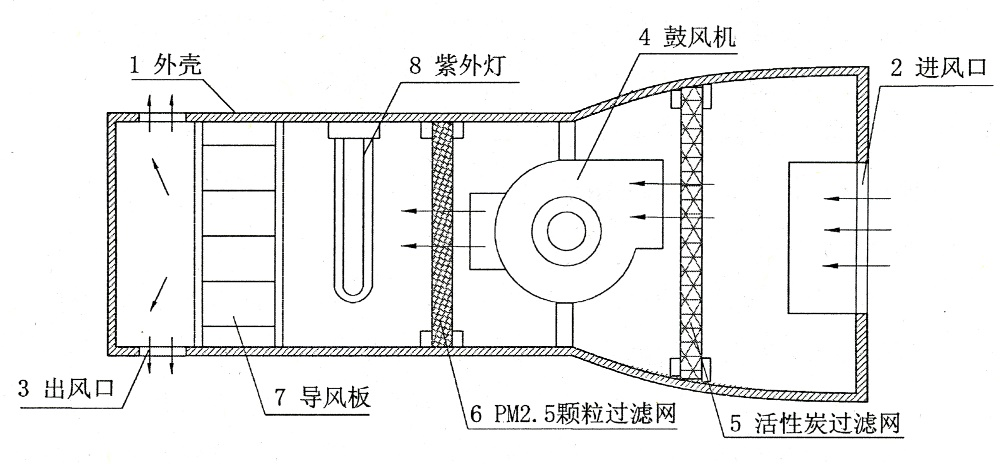 4 鼓风机
1 外壳
8 紫外灯
2 进风口
3 出风口
7 导风板
6 PM2.5颗粒过滤网
5 活性炭过滤网